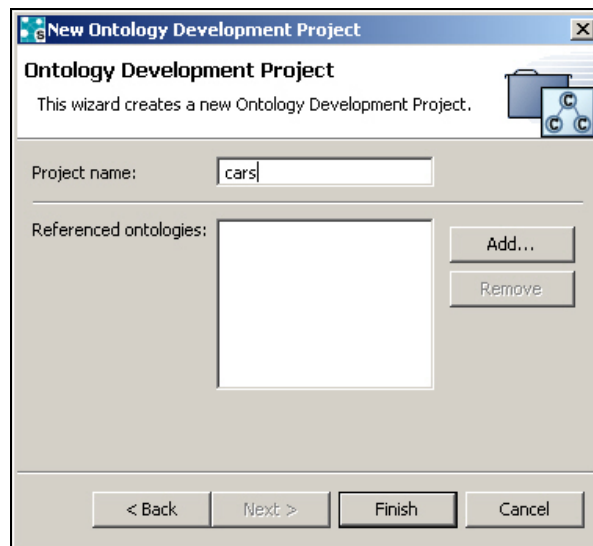 New Ontology Development Project
Ontology Development Project
This wizard creates a new Ontology Development Project.
C
C C
Project name: cars
Referenced ontologies:
Add...
Remove
< Back Next > Finish Cancel